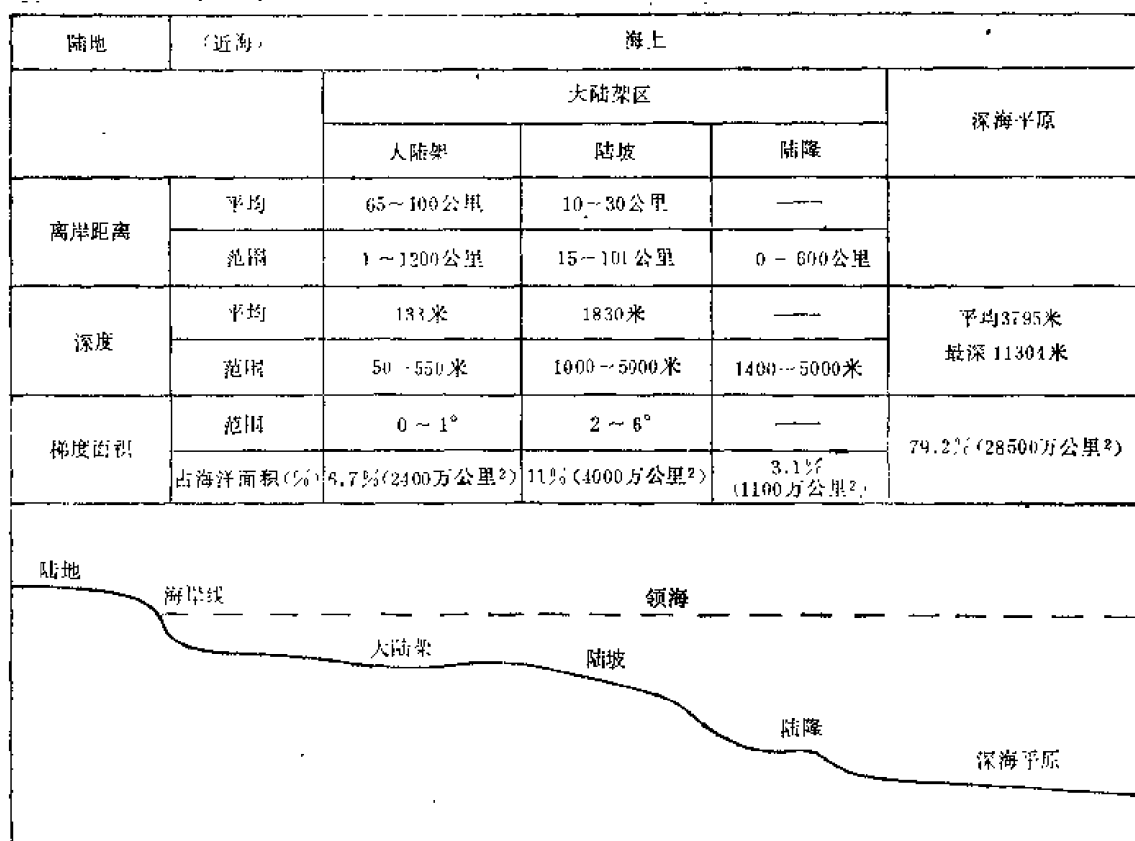 陆地 （近海） 海上
大陆架区 深海平原
大陆架 陆坡 陆隆
离岸距离 平均 65～100公里 10～30公里 ——
范围 1～1200公里 15～101公里 0-600公里
深度 平均 133米 1830米 —— 平均3795米
最深11304米
范围 50-550米 1000～5000米 1400～5000米
梯度面积 范围 0～1° 2～6° —— 79.2%(28500万公里²)
占海洋面积(%) 6.7%(2400万公里²) 11%(4000万公里²) 3.1%
(1100万公里²)
陆地
海岸线 领海
大陆架 陆坡
陆隆
深海平原